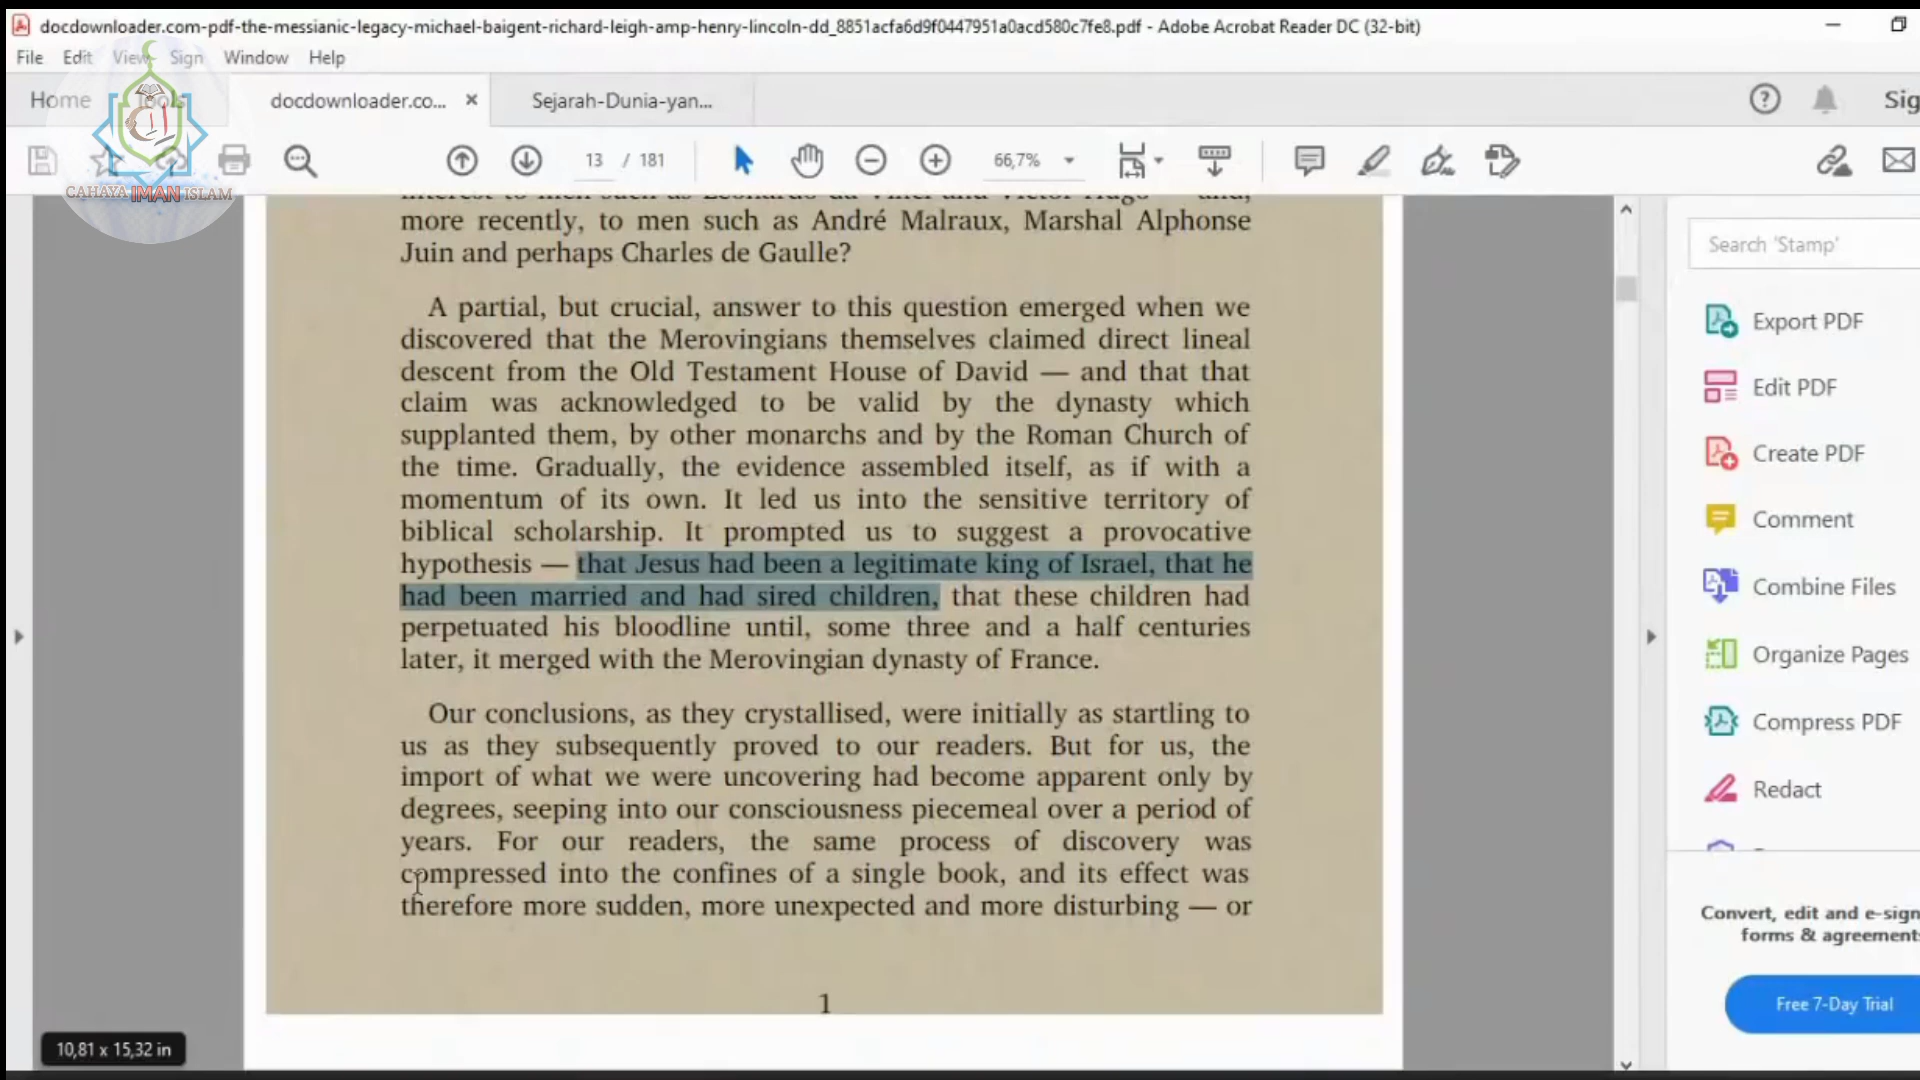 docdownloader.com-pdf-the-messianic-legacy-michael-baigent-richard-leigh-amp-henry-lincoln-dd_8851acfa6d9f0447951a0acd580c7fe8.pdf - Adobe Acrobat Reader DC (32-bit)
File Edit View Sign Window Help
Home Tools docdownloader.co... Sejarah-Dunia-yan... Sig
13 / 181 66,7%
CAHAYA IMAN ISLAM
more recently, to men such as André Malraux, Marshal Alphonse
Juin and perhaps Charles de Gaulle?
A partial, but crucial, answer to this question emerged when we
discovered that the Merovingians themselves claimed direct lineal
descent from the Old Testament House of David — and that that
claim was acknowledged to be valid by the dynasty which
supplanted them, by other monarchs and by the Roman Church of
the time. Gradually, the evidence assembled itself, as if with a
momentum of its own. It led us into the sensitive territory of
biblical scholarship. It prompted us to suggest a provocative
hypothesis — that Jesus had been a legitimate king of Israel, that he
had been married and had sired children, that these children had
perpetuated his bloodline until, some three and a half centuries
later, it merged with the Merovingian dynasty of France.
Our conclusions, as they crystallised, were initially as startling to
us as they subsequently proved to our readers. But for us, the
import of what we were uncovering had become apparent only by
degrees, seeping into our consciousness piecemeal over a period of
years. For our readers, the same process of discovery was
compressed into the confines of a single book, and its effect was
therefore more sudden, more unexpected and more disturbing — or
1
10,81 x 15,32 in
Search 'Stamp'
Export PDF
Edit PDF
Create PDF
Comment
Combine Files
Organize Pages
Compress PDF
Redact
Convert, edit and e-sign
forms & agreements
Free 7-Day Trial